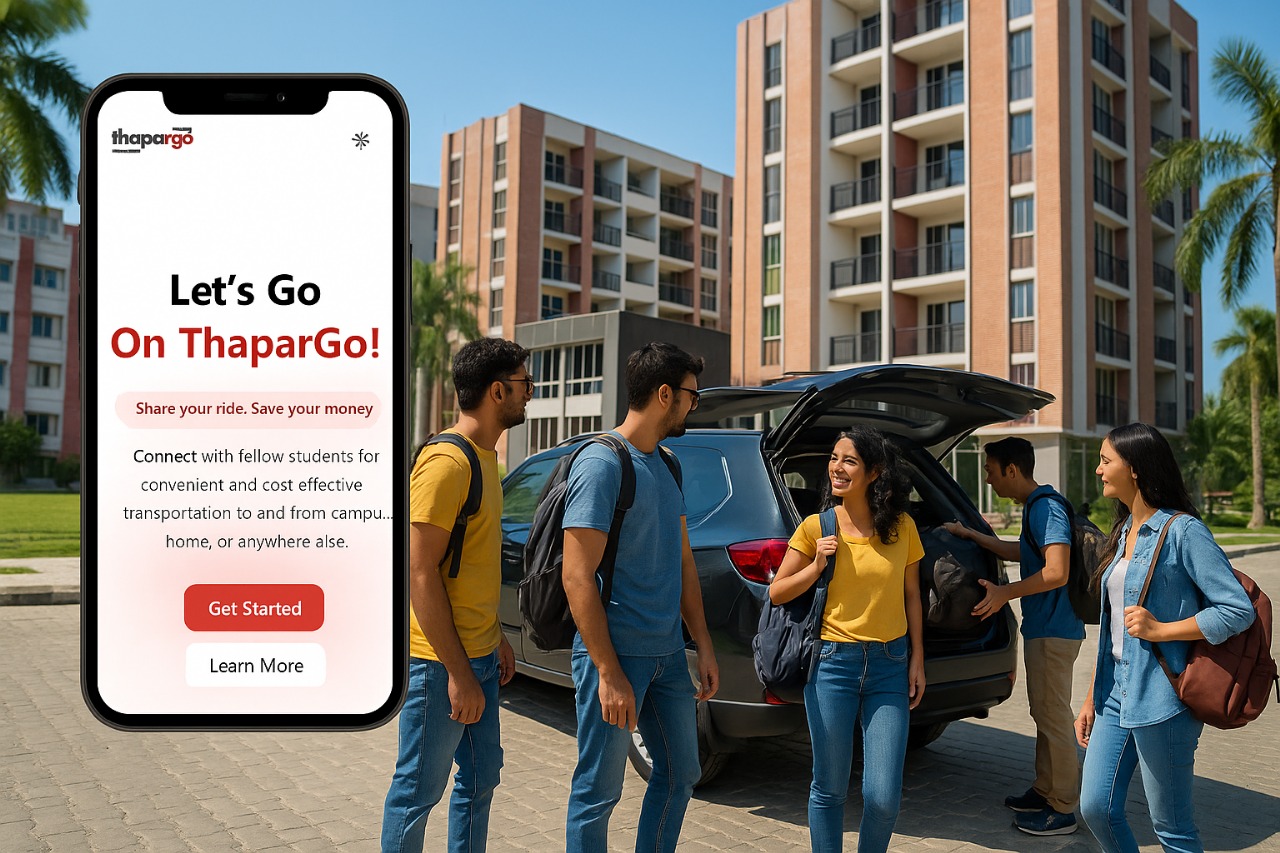 thapargo
Let's Go
On ThaparGo!
Share your ride. Save your money
Connect with fellow students for
convenient and cost effective
transportation to and from campu...
home, or anywhere alse.
Get Started
Learn More